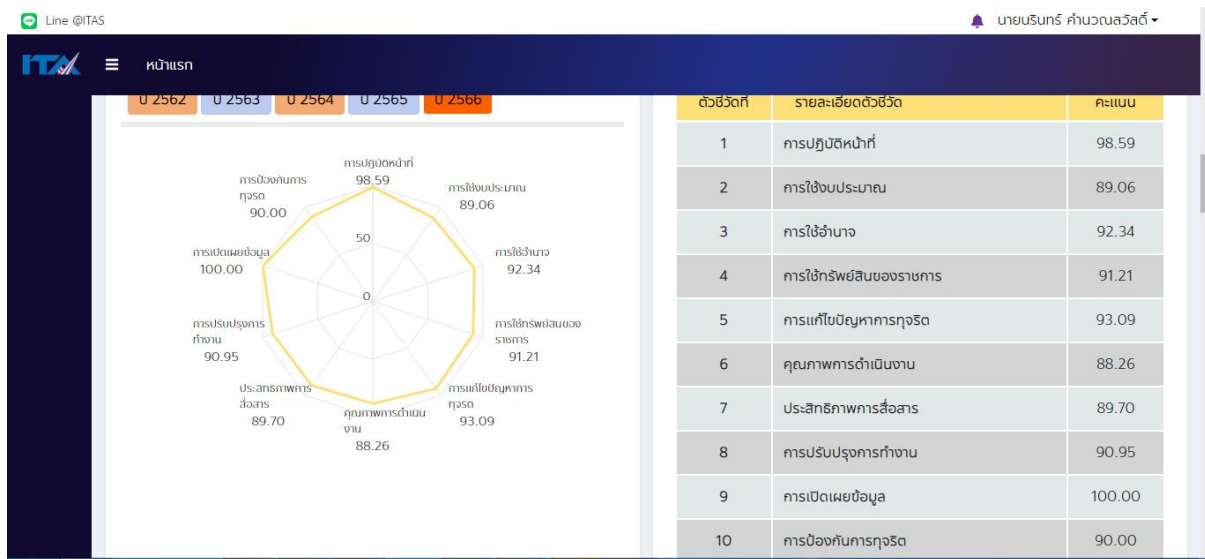 Line @ITAS
นายนรินทร์ คำนวณสวัสดิ์
ITA
หน้าแรก
ปี 2562 ปี 2563 ปี 2564 ปี 2565 ปี 2566
การปฏิบัติหน้าที่
98.59
การใช้งบประมาณ
89.06
การใช้อำนาจ
92.34
การใช้ทรัพย์สินของ
ราชการ
91.21
การแก้ไขปัญหาการ
ทุจริต
93.09
คุณภาพการดำเนิน
งาน
88.26
ประสิทธิภาพการ
สื่อสาร
89.70
การปรับปรุงการ
ทำงาน
90.95
การเปิดเผยข้อมูล
100.00
การป้องกันการ
ทุจริต
90.00
50
0
ตัวชี้วัดที่ รายละเอียดตัวชี้วัด คะแนน
1 การปฏิบัติหน้าที่ 98.59
2 การใช้งบประมาณ 89.06
3 การใช้อำนาจ 92.34
4 การใช้ทรัพย์สินของราชการ 91.21
5 การแก้ไขปัญหาการทุจริต 93.09
6 คุณภาพการดำเนินงาน 88.26
7 ประสิทธิภาพการสื่อสาร 89.70
8 การปรับปรุงการทำงาน 90.95
9 การเปิดเผยข้อมูล 100.00
10 การป้องกันการทุจริต 90.00